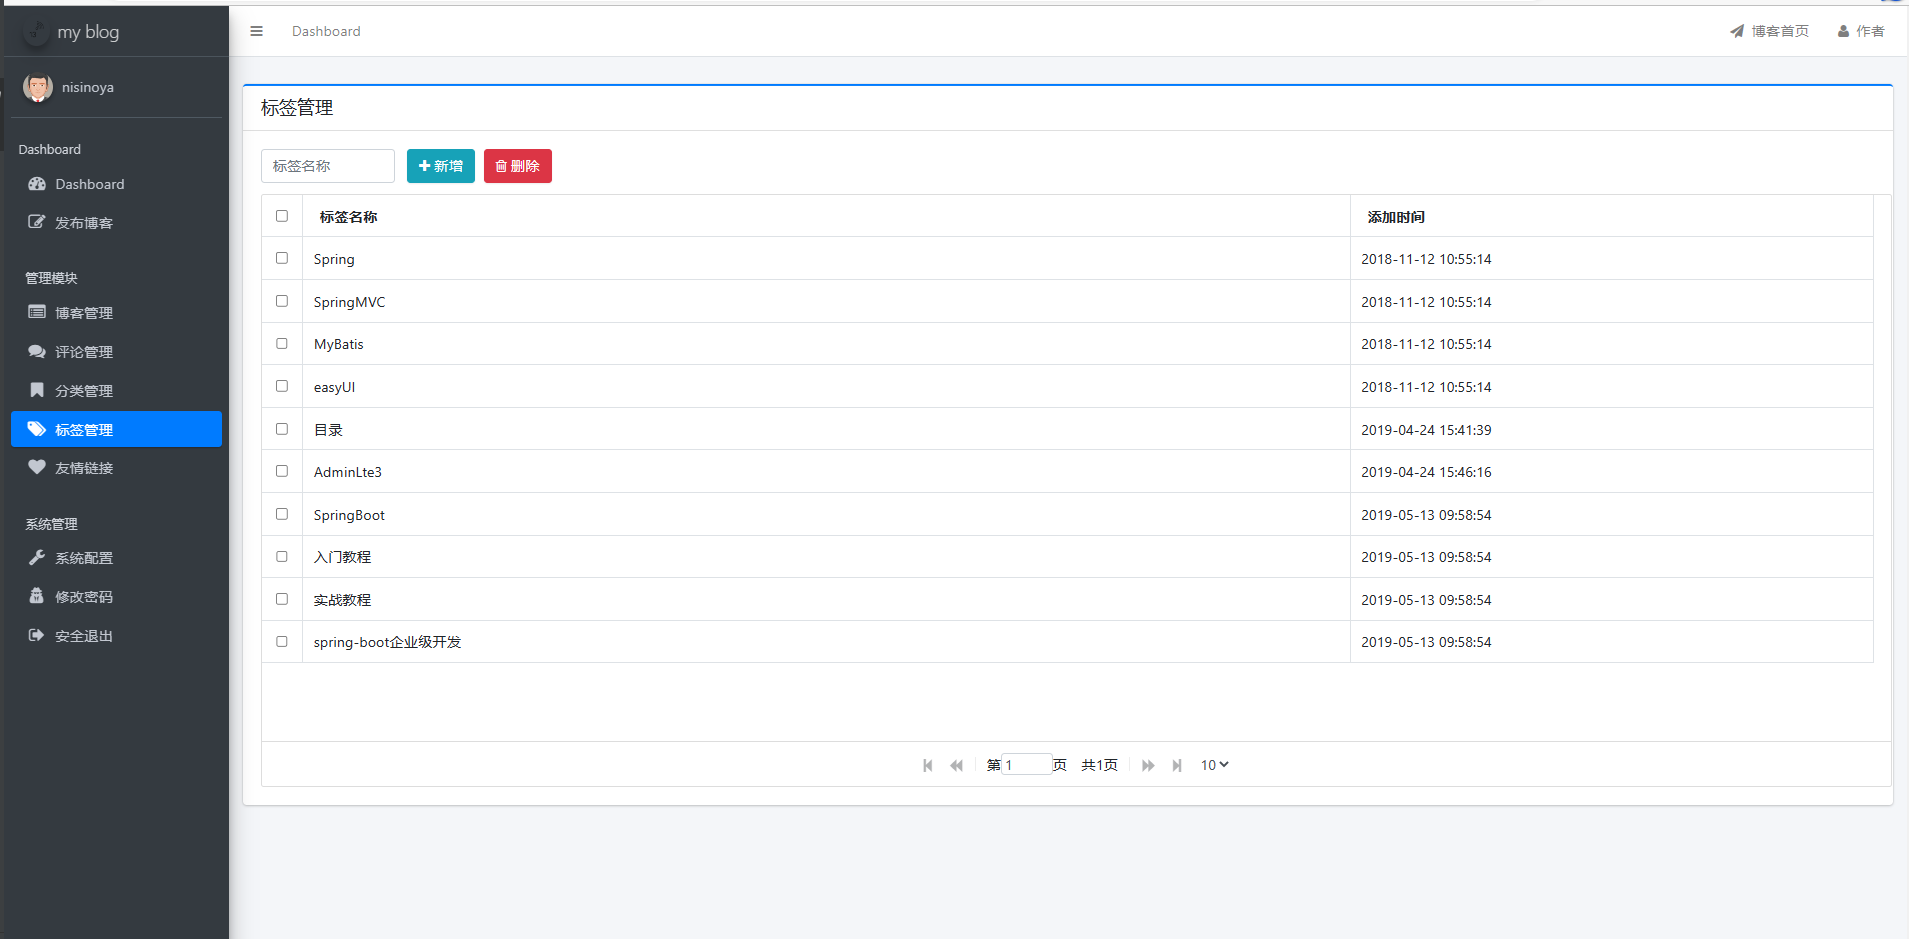 my blog
Dashboard
博客首页
作者
nisinoya
Dashboard
Dashboard
发布博客
管理模块
博客管理
评论管理
分类管理
标签管理
友情链接
系统管理
系统配置
修改密码
安全退出
标签管理
标签名称
新增
删除
标签名称 添加时间
Spring 2018-11-12 10:55:14
SpringMVC 2018-11-12 10:55:14
MyBatis 2018-11-12 10:55:14
easyUI 2018-11-12 10:55:14
目录 2019-04-24 15:41:39
AdminLte3 2019-04-24 15:46:16
SpringBoot 2019-05-13 09:58:54
入门教程 2019-05-13 09:58:54
实战教程 2019-05-13 09:58:54
spring-boot企业级开发 2019-05-13 09:58:54
第1页 共1页 10